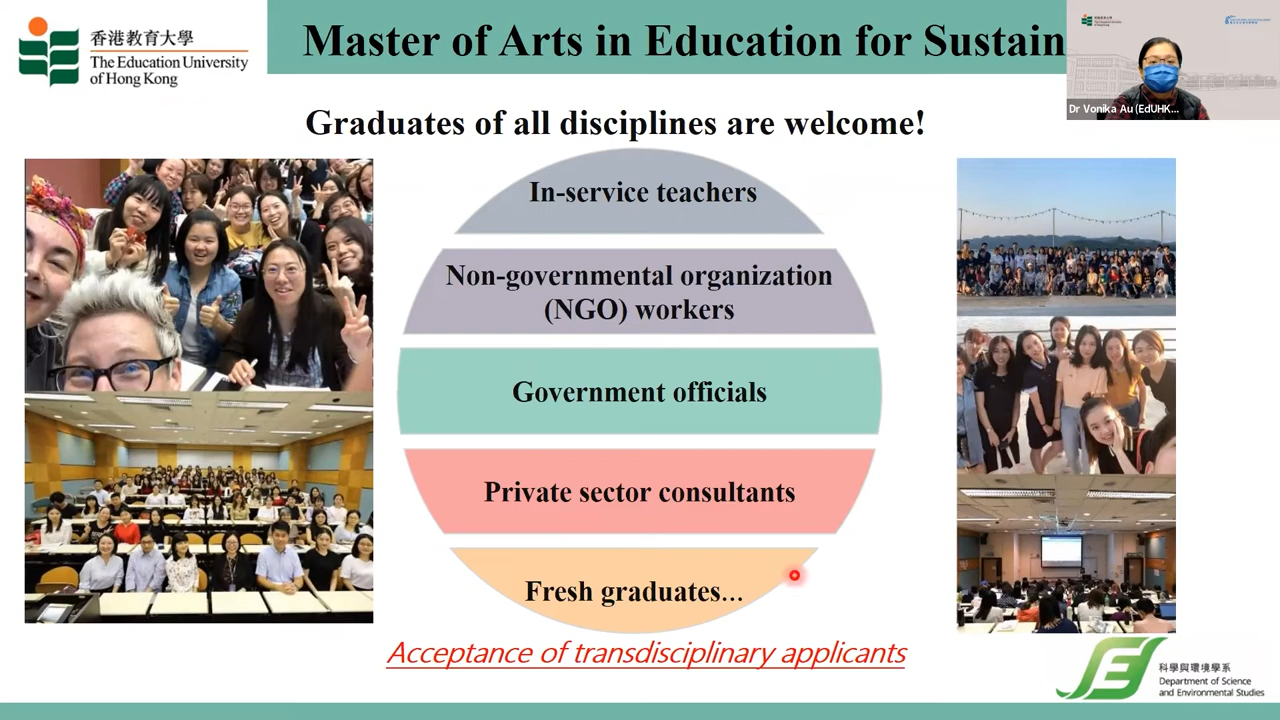 香港教育大學
The Education University
of Hong Kong
Master of Arts in Education for Sustain
Dr Vonika Au (EdUHK...
Graduates of all disciplines are welcome!
In-service teachers
Non-governmental organization
(NGO) workers
Government officials
Private sector consultants
Fresh graduates...
Acceptance of transdisciplinary applicants
科學與環境學系
Department of Science
and Environmental Studies